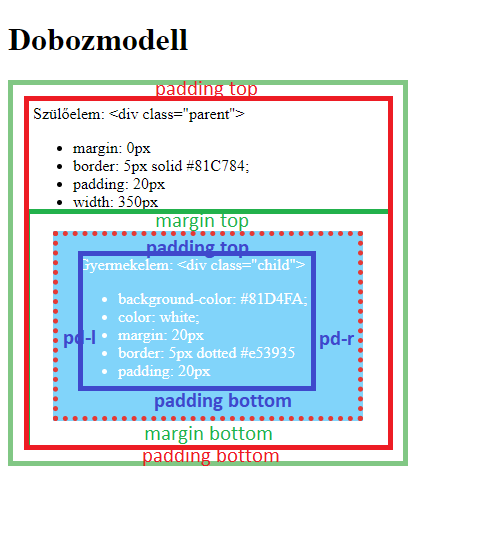 Dobozmodell
padding top
Szülőelem: <div class="parent">
margin: 0px
border: 5px solid #81C784;
padding: 20px
width: 350px
margin top
padding top
Gyermekelem: <div class="child">
background-color: #81D4FA;
color: white;
margin: 20px
pd-l
pd-r
border: 5px dotted #e53935
padding: 20px
padding bottom
margin bottom
padding bottom